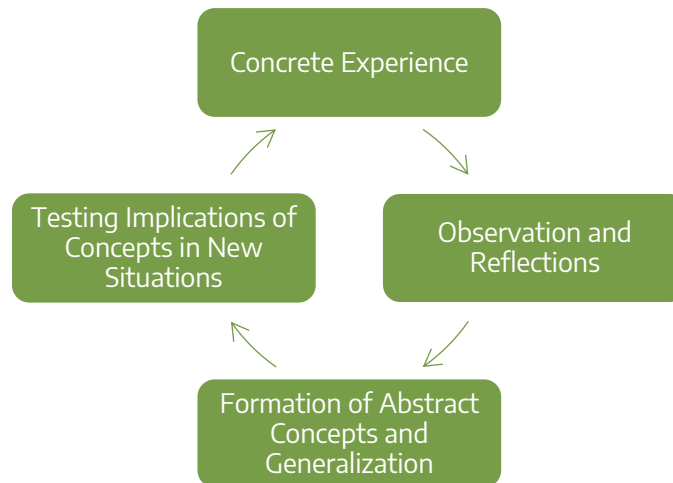 Concrete Experience
Testing Implications of
Concepts in New
Situations
Observation and
Reflections
Formation of Abstract
Concepts and
Generalization